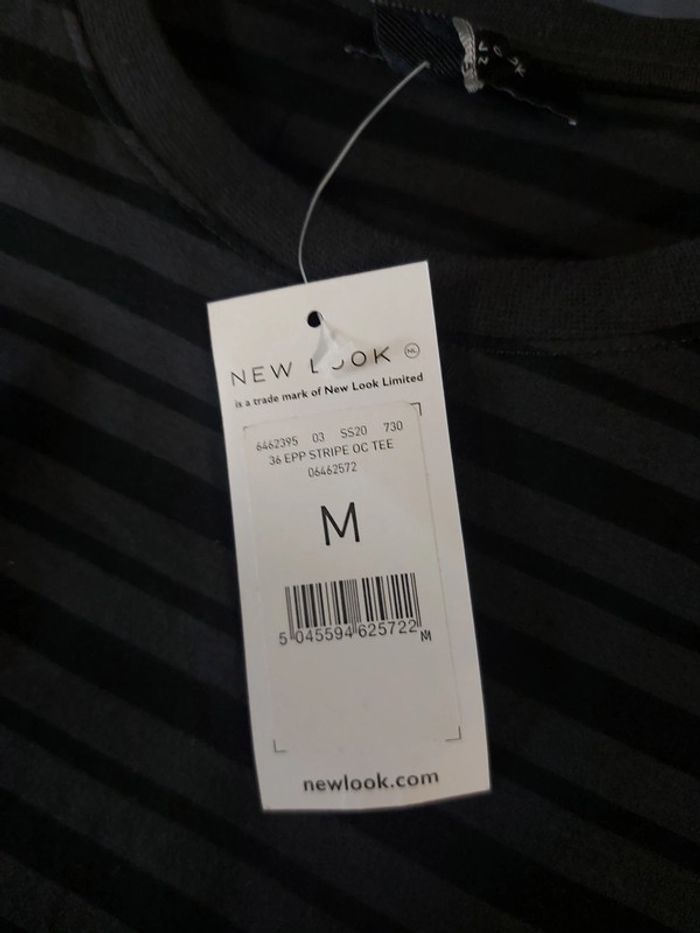 NEW LOOK NL
is a trade mark of New Look Limited
6462395 03 SS20 730
36 EPP STRIPE OC TEE
06462572
M
5 045594 625722 M
newlook.com